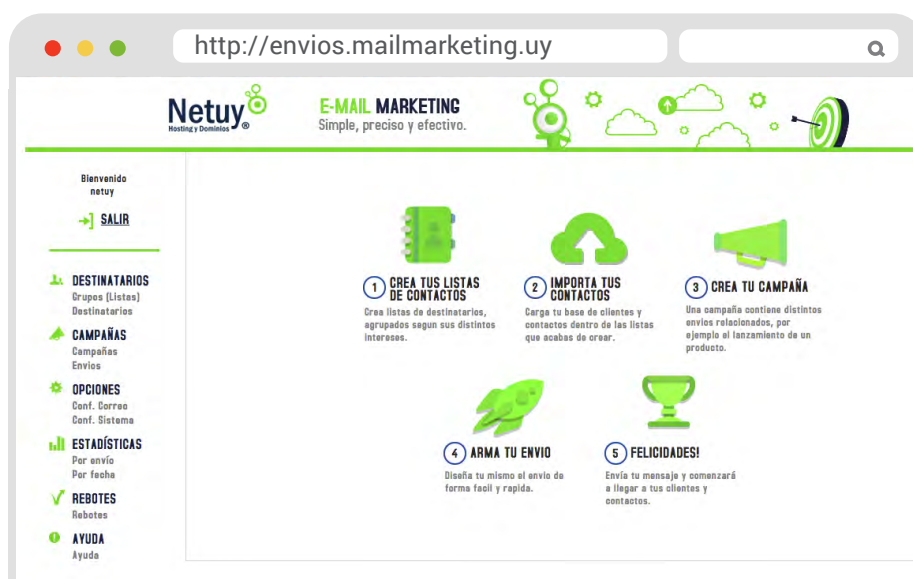 http://envios.mailmarketing.uy
Netuy®
Hosting y Dominios
E-MAIL MARKETING
Simple, preciso y efectivo.
Bienvenido
netuy
SALIR
DESTINATARIOS
Grupos (Listas)
Destinatarios
CAMPAÑAS
Campañas
Envios
OPCIONES
Conf. Correo
Conf. Sistema
ESTADÍSTICAS
Por envío
Por fecha
REBOTES
Rebotes
AYUDA
Ayuda
1 CREA TUS LISTAS
DE CONTACTOS
Crea listas de destinatarios,
agrupados segun sus distintos
intereses.
2 IMPORTA TUS
CONTACTOS
Carga tu base de clientes y
contactos dentro de las listas
que acabas de crear.
3 CREA TU CAMPAÑA
Una campaña contiene distintos
envios relacionados, por
ejemplo el lanzamiento de un
producto.
4 ARMA TU ENVIO
Diseña tu mismo el envio de
forma facil y rapida.
5 FELICIDADES!
Envía tu mensaje y comenzará
a llegar a tus clientes y
contactos.